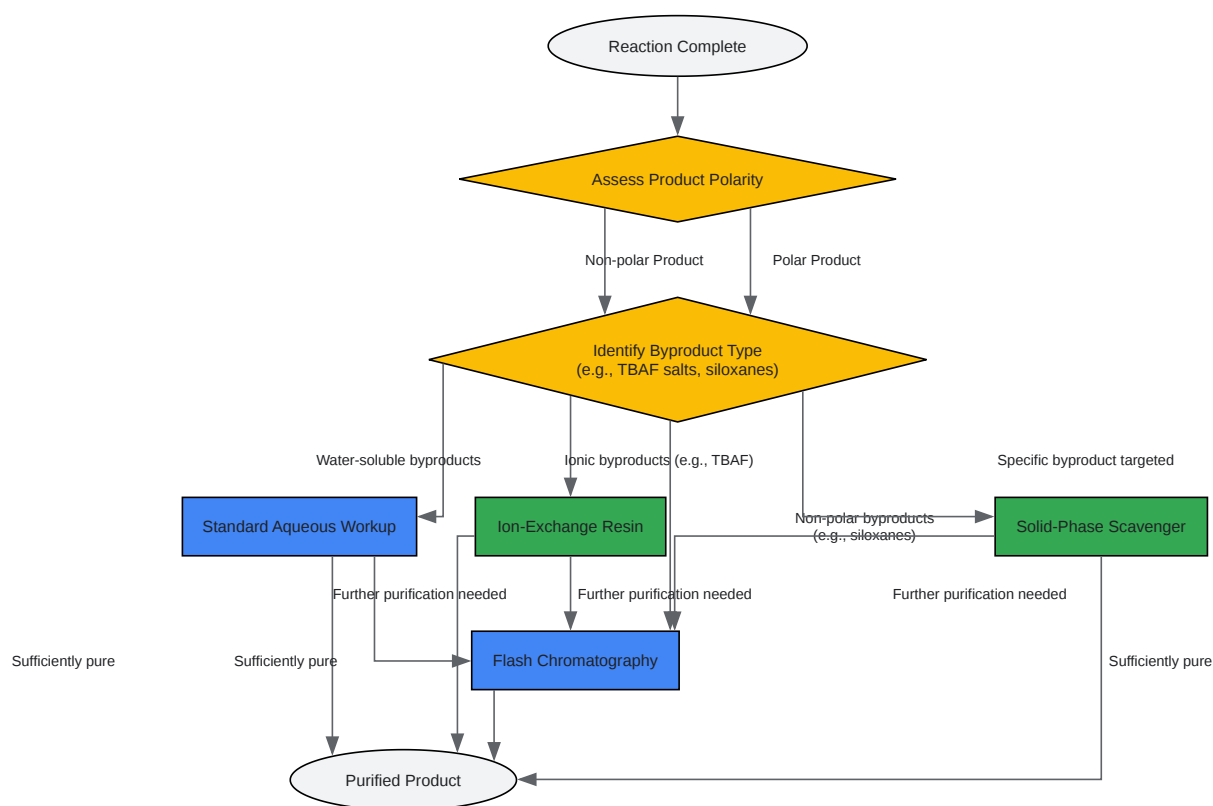 Reaction Complete
Assess Product Polarity
Non-polar Product
Polar Product
Identify Byproduct Type
(e.g., TBAF salts, siloxanes)
Water-soluble byproducts
Ionic byproducts (e.g., TBAF)
Specific byproduct targeted
Standard Aqueous Workup
Ion-Exchange Resin
Non-polar byproducts
(e.g., siloxanes)
Solid-Phase Scavenger
Further purification needed
Further purification needed
Further purification needed
Sufficiently pure
Sufficiently pure
Flash Chromatography
Sufficiently pure
Purified Product